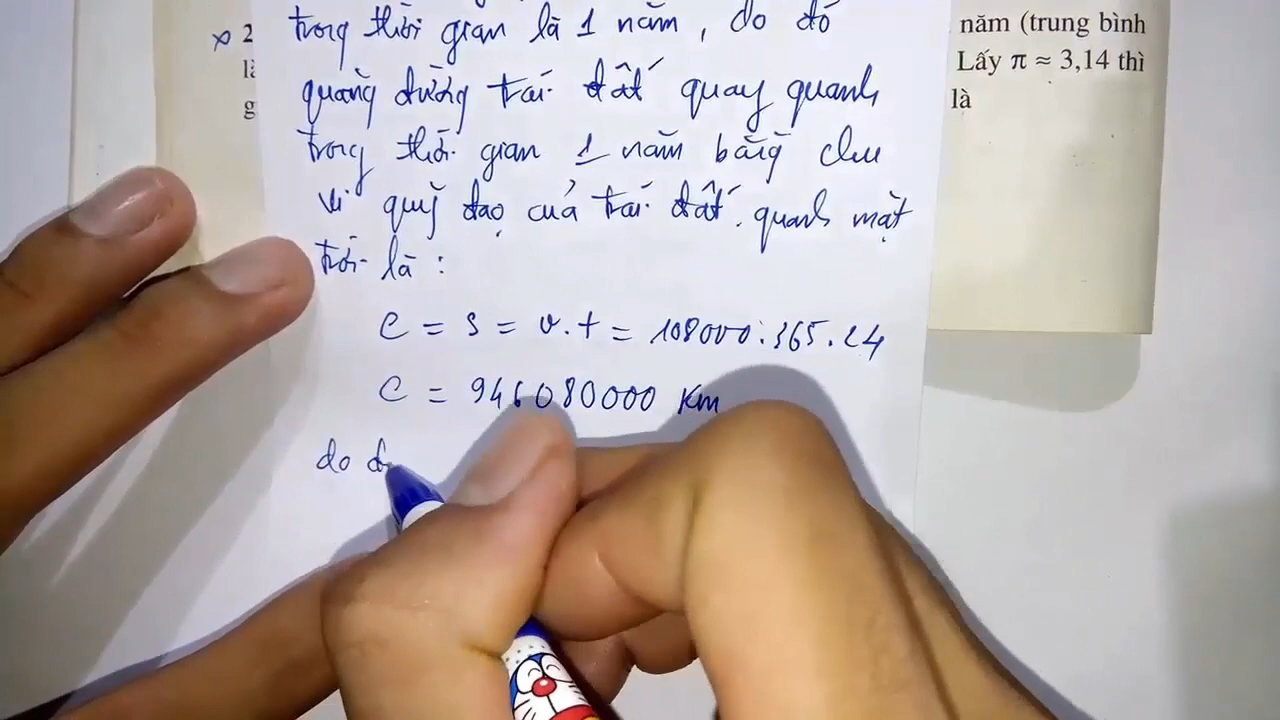 trong thời gian là 1 năm, do đó
quãng đường trái đất quay quanh
trong thời gian 1 năm bằng chu
vi quỹ đạo của trái đất quanh mặt
trời là :
C = S = v.t = 108000.365.24
C = 946080000 Km
do đ
2
là
g
năm (trung bình
Lấy π ≈ 3,14 thì
là